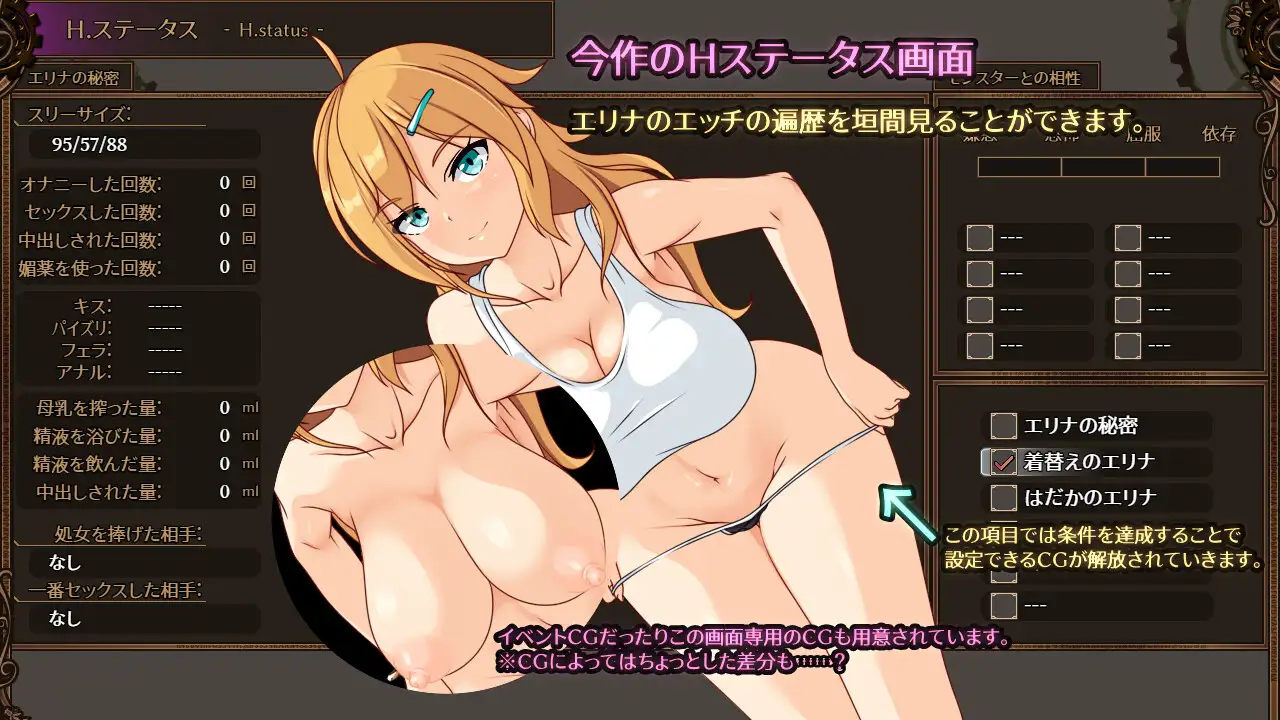 H.ステータス - H.status -
今作のHステータス画面
エリナの秘密
スターとの相性
エリナのエッチの遍歴を垣間見ることができます。
依存
スリーサイズ:
95/57/88
オナニーした回数: 0 回
セックスした回数: 0 回
中出しされた回数: 0 回
媚薬を使った回数: 0 回
キス: -----
パイズリ: -----
フェラ: -----
アナル: -----
母乳を搾った量: 0 ml
精液を浴びた量: 0 ml
精液を飲んだ量: 0 ml
中出しされた量: 0 ml
処女を捧げた相手:
なし
一番セックスした相手:
なし
--- ---
--- ---
--- ---
--- ---
エリナの秘密
着替えのエリナ
はだかのエリナ
この項目では条件を達成することで
設定できるCGが解放されていきます。
---
イベントCGだったりこの画面専用のCGも用意されています。
※CGによってはちょっとした差分も……?